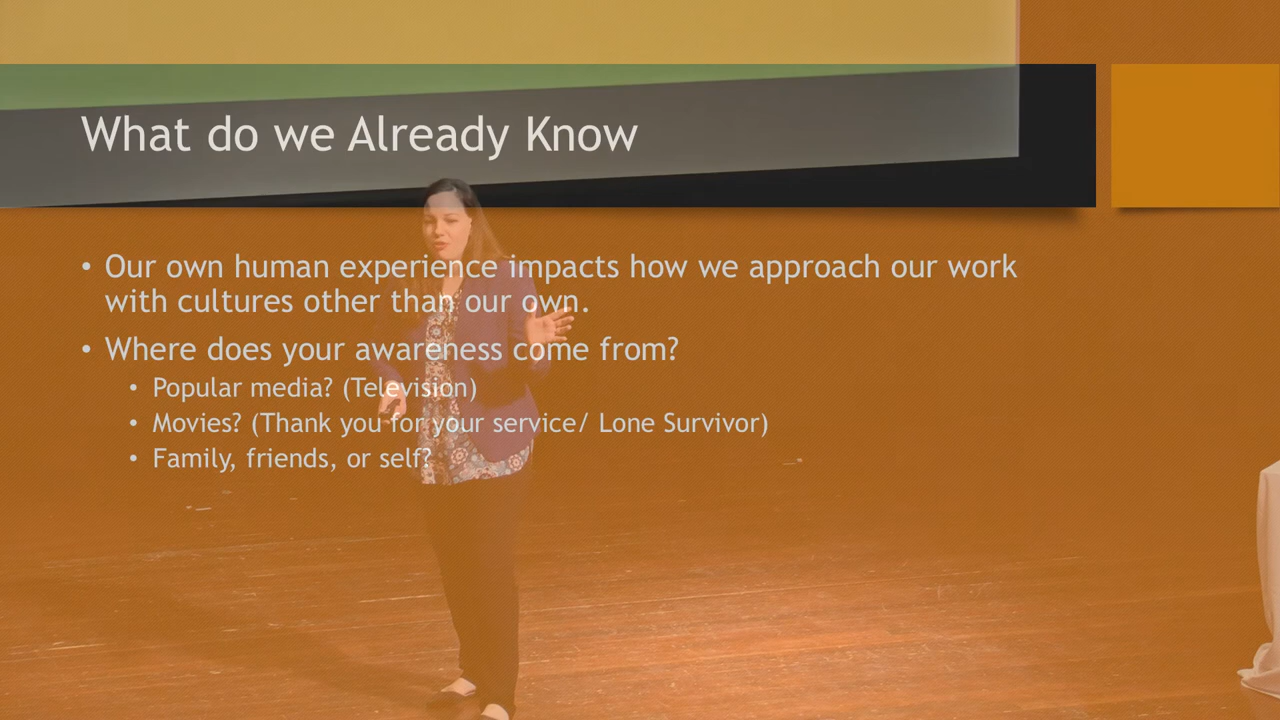 What do we Already Know
• Our own human experience impacts how we approach our work
with cultures other than our own.
• Where does your awareness come from?
• Popular media? (Television)
• Movies? (Thank you for your service/ Lone Survivor)
• Family, friends, or self?